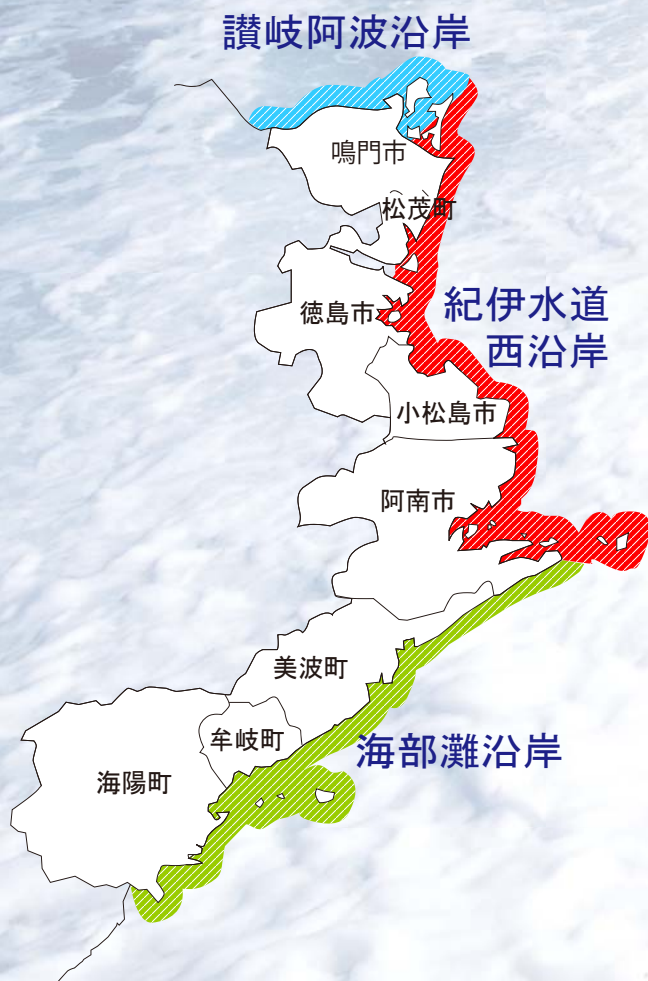 讃岐阿波沿岸
鳴門市
松茂町
紀伊水道
西沿岸
徳島市
小松島市
阿南市
美波町
牟岐町
海部灘沿岸
海陽町